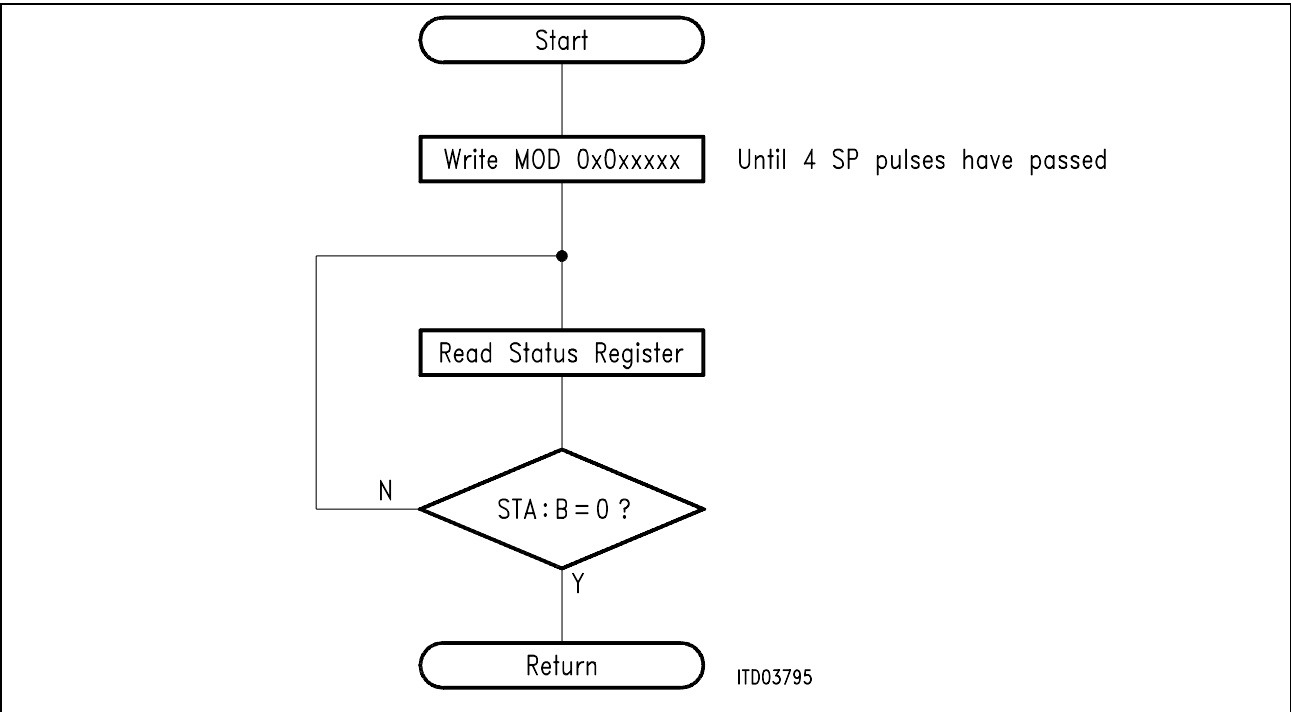 Start
Write MOD 0x0xxxxx Until 4 SP pulses have passed
Read Status Register
N
STA:B=0 ?
Y
Return
ITD03795